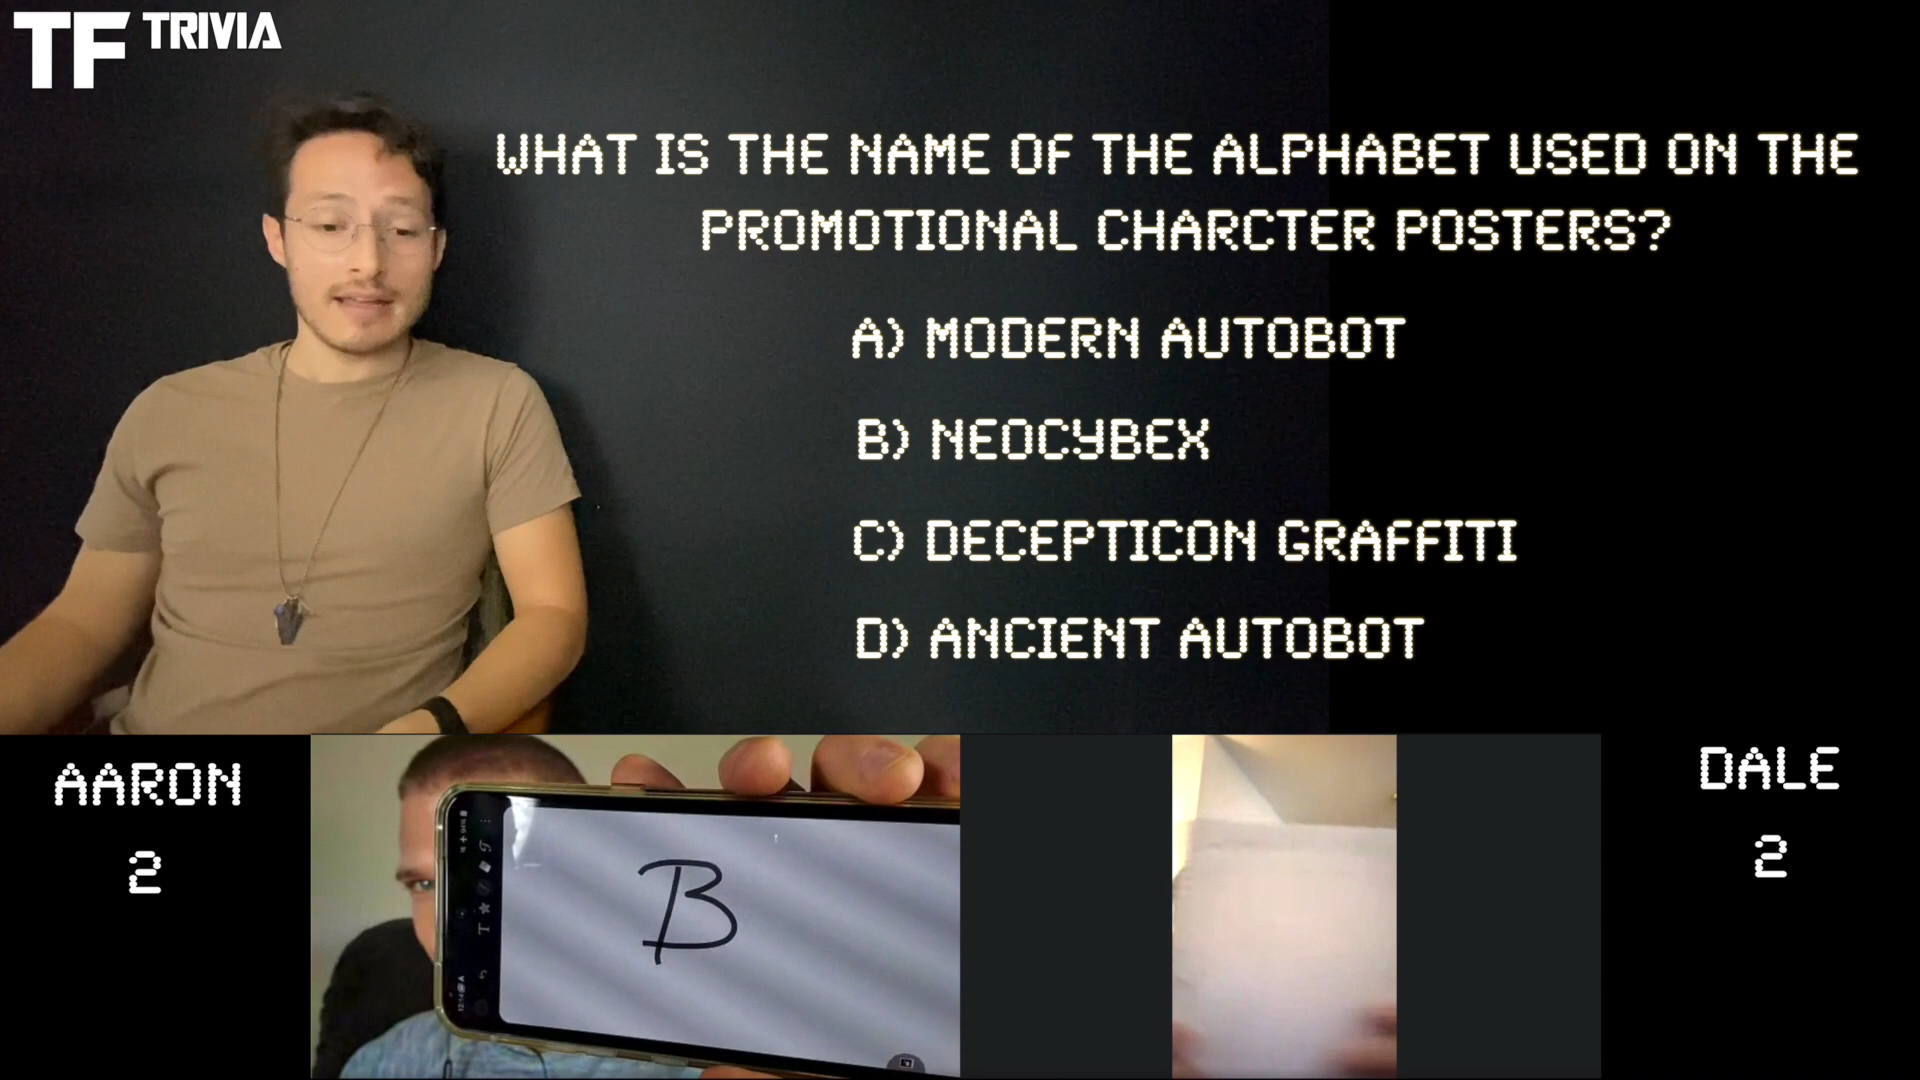 TF TRIVIA
WHAT IS THE NAME OF THE ALPHABET USED ON THE
PROMOTIONAL CHARCTER POSTERS?
A) MODERN AUTOBOT
B) NEOCYBEX
C) DECEPTICON GRAFFITI
D) ANCIENT AUTOBOT
AARON
2
B
DALE
2